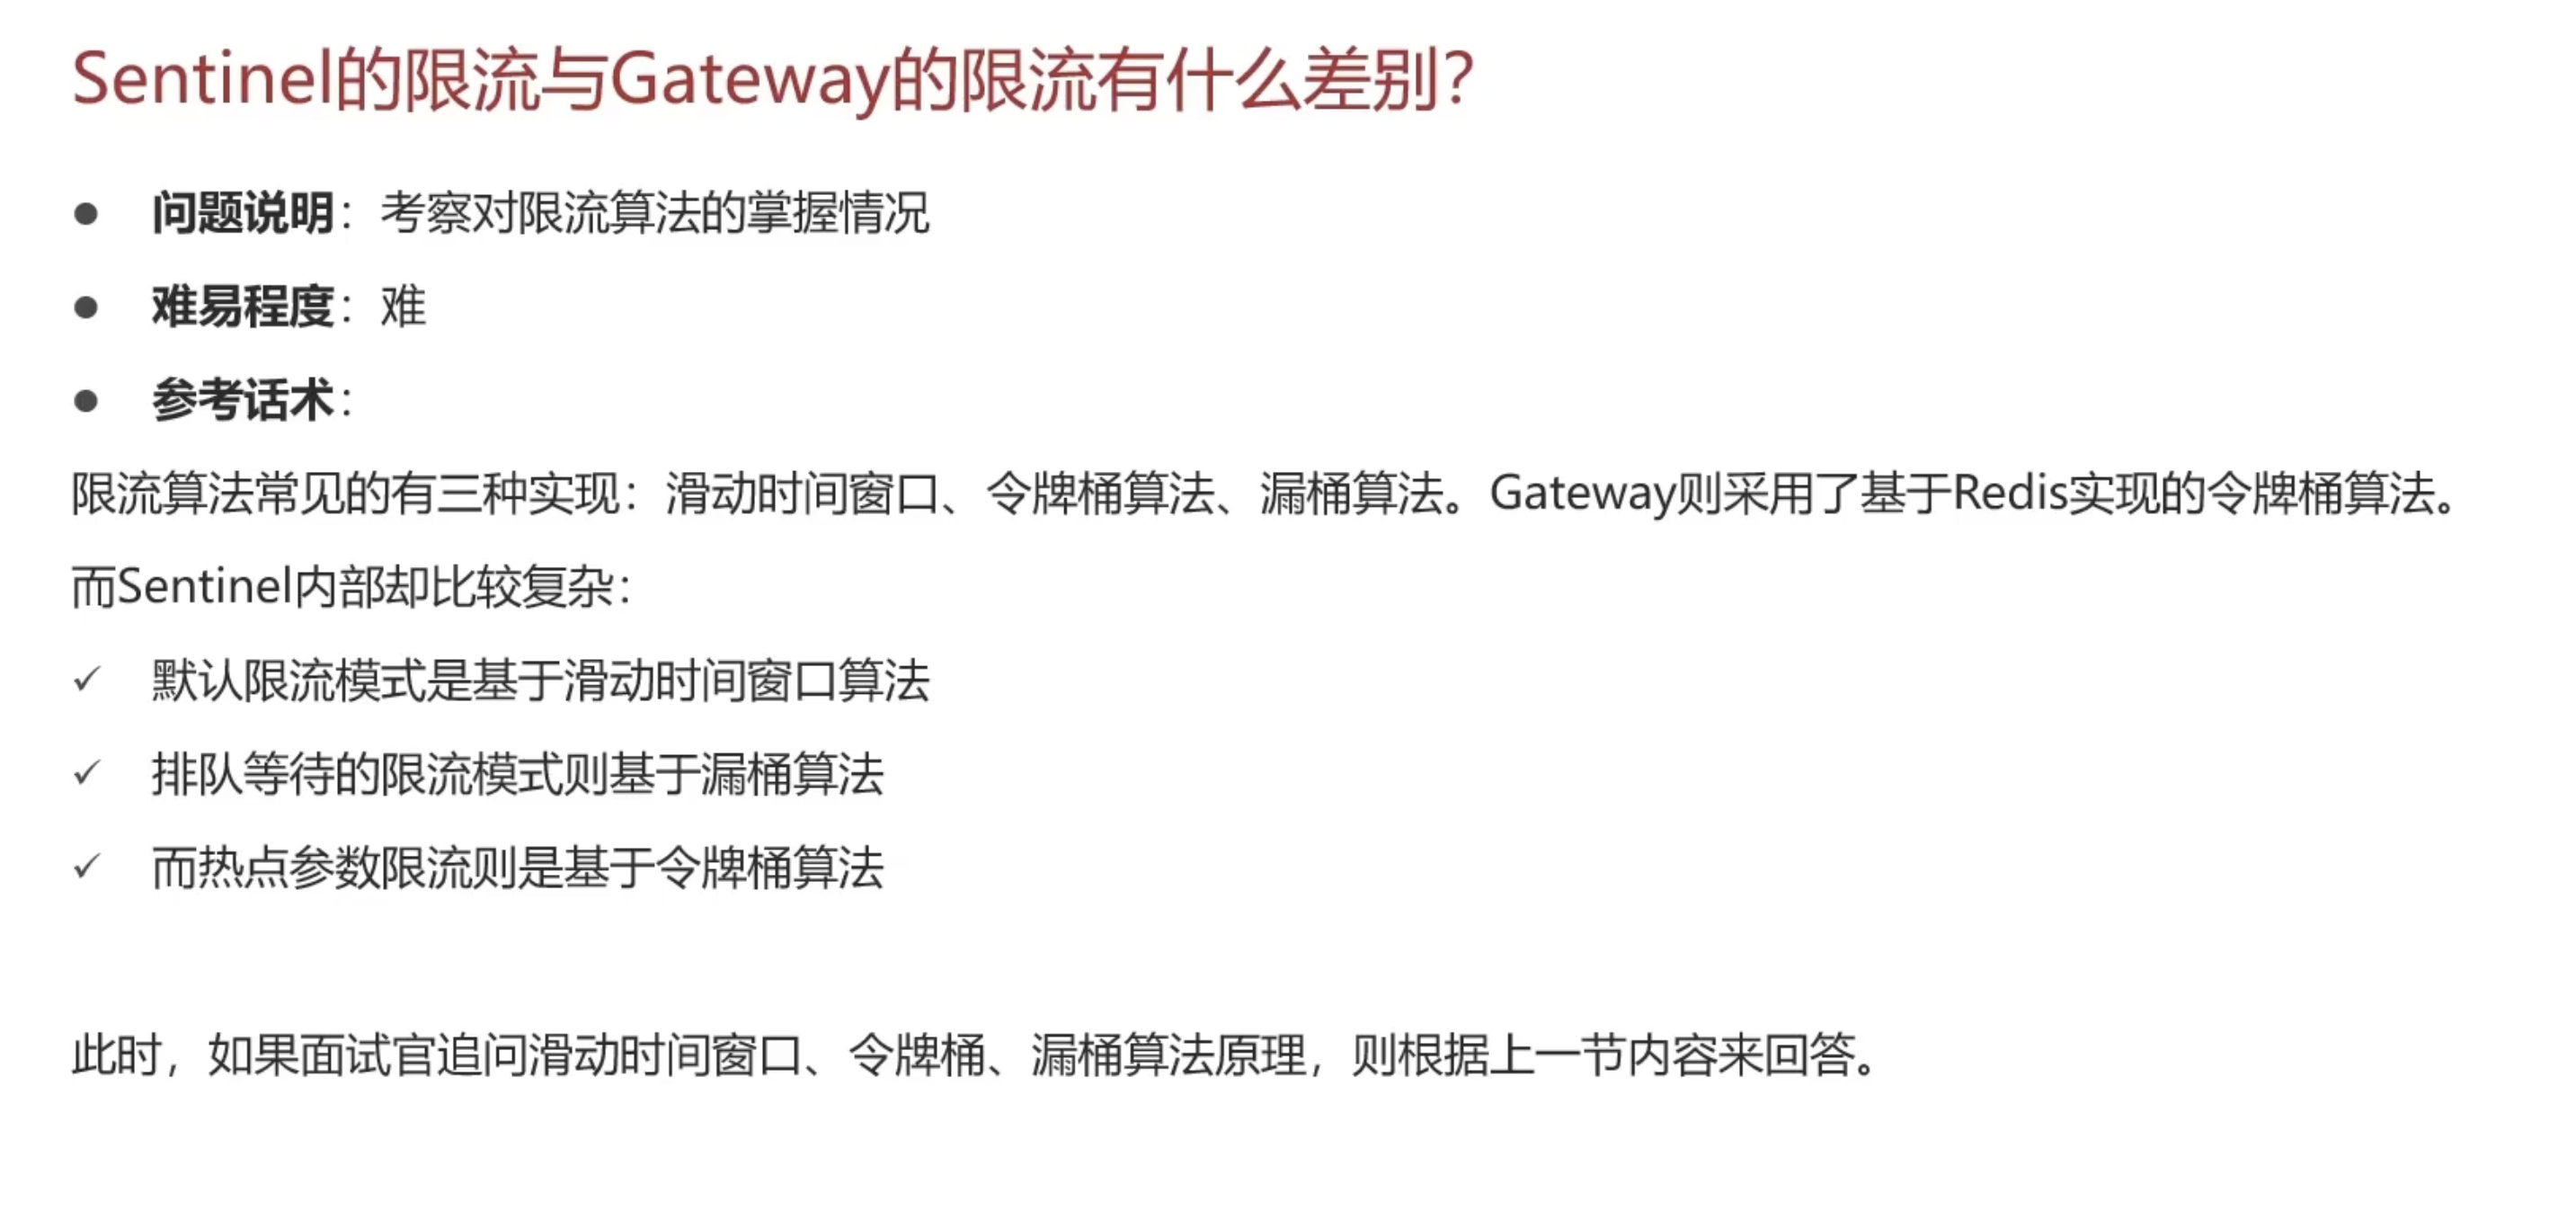 Sentinel的限流与Gateway的限流有什么差别?
● 问题说明：考察对限流算法的掌握情况
● 难易程度：难
● 参考话术：
限流算法常见的有三种实现：滑动时间窗口、令牌桶算法、漏桶算法。Gateway则采用了基于Redis实现的令牌桶算法。
而Sentinel内部却比较复杂：
✓ 默认限流模式是基于滑动时间窗口算法
✓ 排队等待的限流模式则基于漏桶算法
✓ 而热点参数限流则是基于令牌桶算法
此时，如果面试官追问滑动时间窗口、令牌桶、漏桶算法原理，则根据上一节内容来回答。